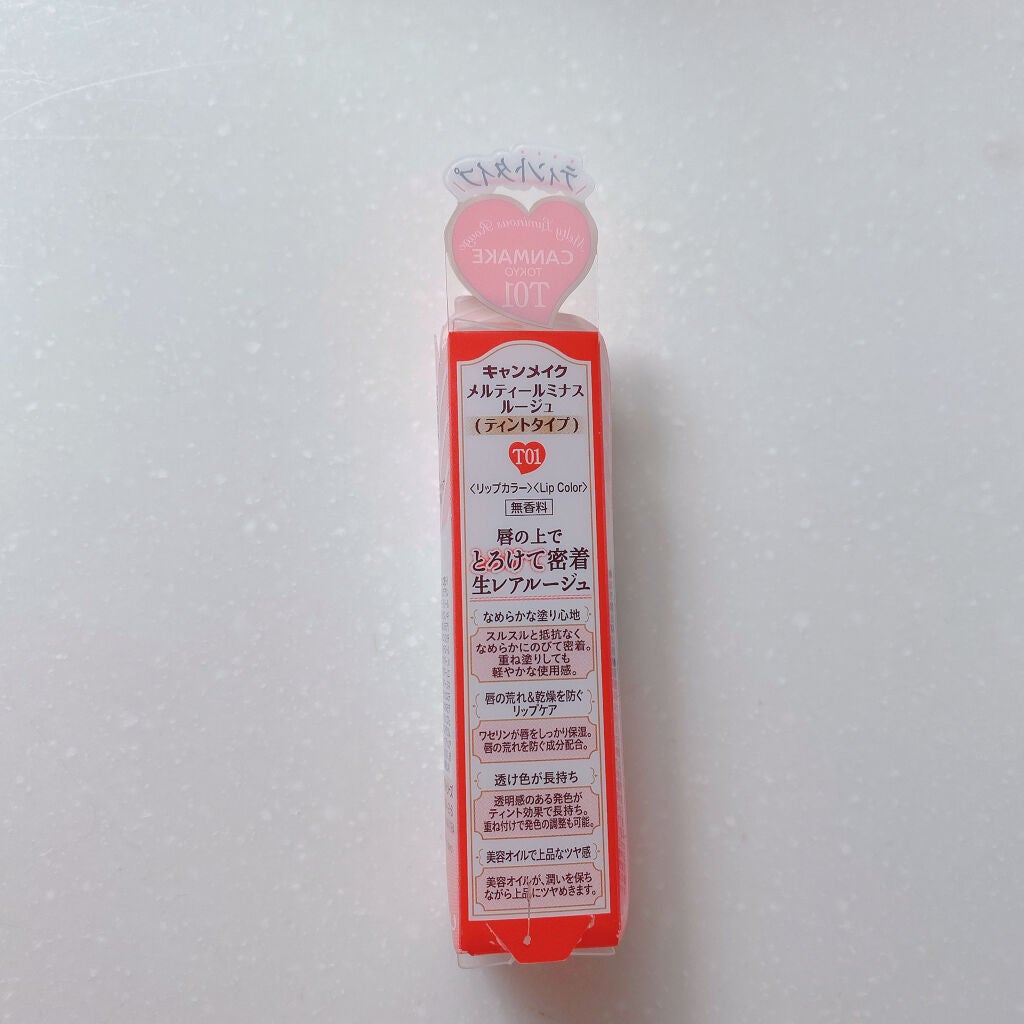 ティントタイプ
Melty Luminous Rouge
CANMAKE
TOKYO
T01
キャンメイク
メルティールミナス
ルージュ
(ティントタイプ)
T01
〈リップカラー〉〈Lip Color〉
無香料
唇の上で
とろけて密着
生レアルージュ
なめらかな塗り心地
スルスルと抵抗なく
なめらかにのびて密着。
重ね塗りしても
軽やかな使用感。
唇の荒れ&乾燥を防ぐ
リップケア
ワセリンが唇をしっかり保湿。
唇の荒れを防ぐ成分配合。
透け色が長持ち
透明感のある発色が
ティント効果で長持ち。
重ね付けで発色の調整も可能。
美容オイルで上品なツヤ感
美容オイルが、潤いを保ち
ながら上品にツヤめきます。